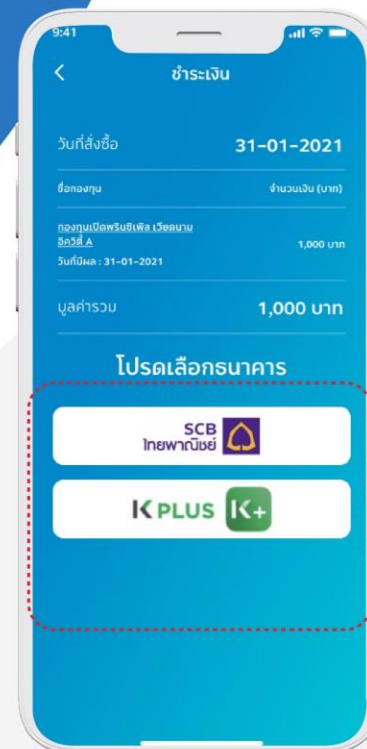 9:41
ชำระเงิน
วันที่สั่งซื้อ 31-01-2021
ชื่อกองทุน จำนวนเงิน (บาท)
กองทุนเปิดพรินซิเพิล เวียดนาม
อิควิตี้ A 1,000 บาท
วันที่มีผล : 31-01-2021
มูลค่ารวม 1,000 บาท
โปรดเลือกธนาคาร
SCB
ไทยพาณิชย์
K PLUS K+